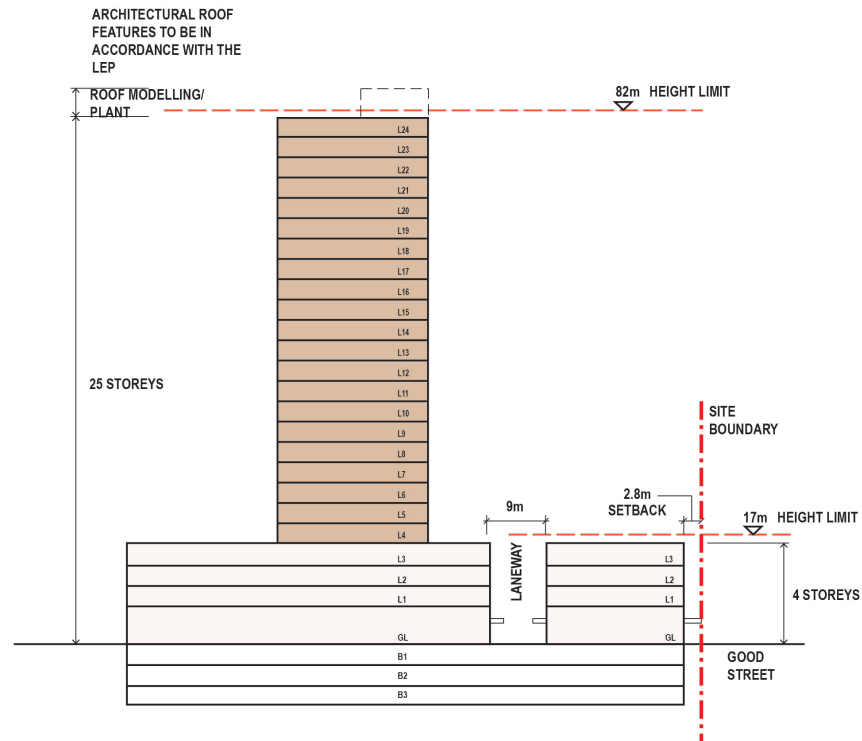 ARCHITECTURAL ROOF
FEATURES TO BE IN
ACCORDANCE WITH THE
LEP
ROOF MODELLING/
PLANT
82m HEIGHT LIMIT
L24
L23
L22
L21
L20
L19
L18
L17
L16
L15
L14
L13
L12
L11
L10
L9
L8
L7
L6
L5
L4
25 STOREYS
SITE
BOUNDARY
9m
2.8m
SETBACK
17m HEIGHT LIMIT
LANEWAY
L3
L2
L1
GL
L3
L2
L1
GL
4 STOREYS
B1
B2
B3
GOOD
STREET